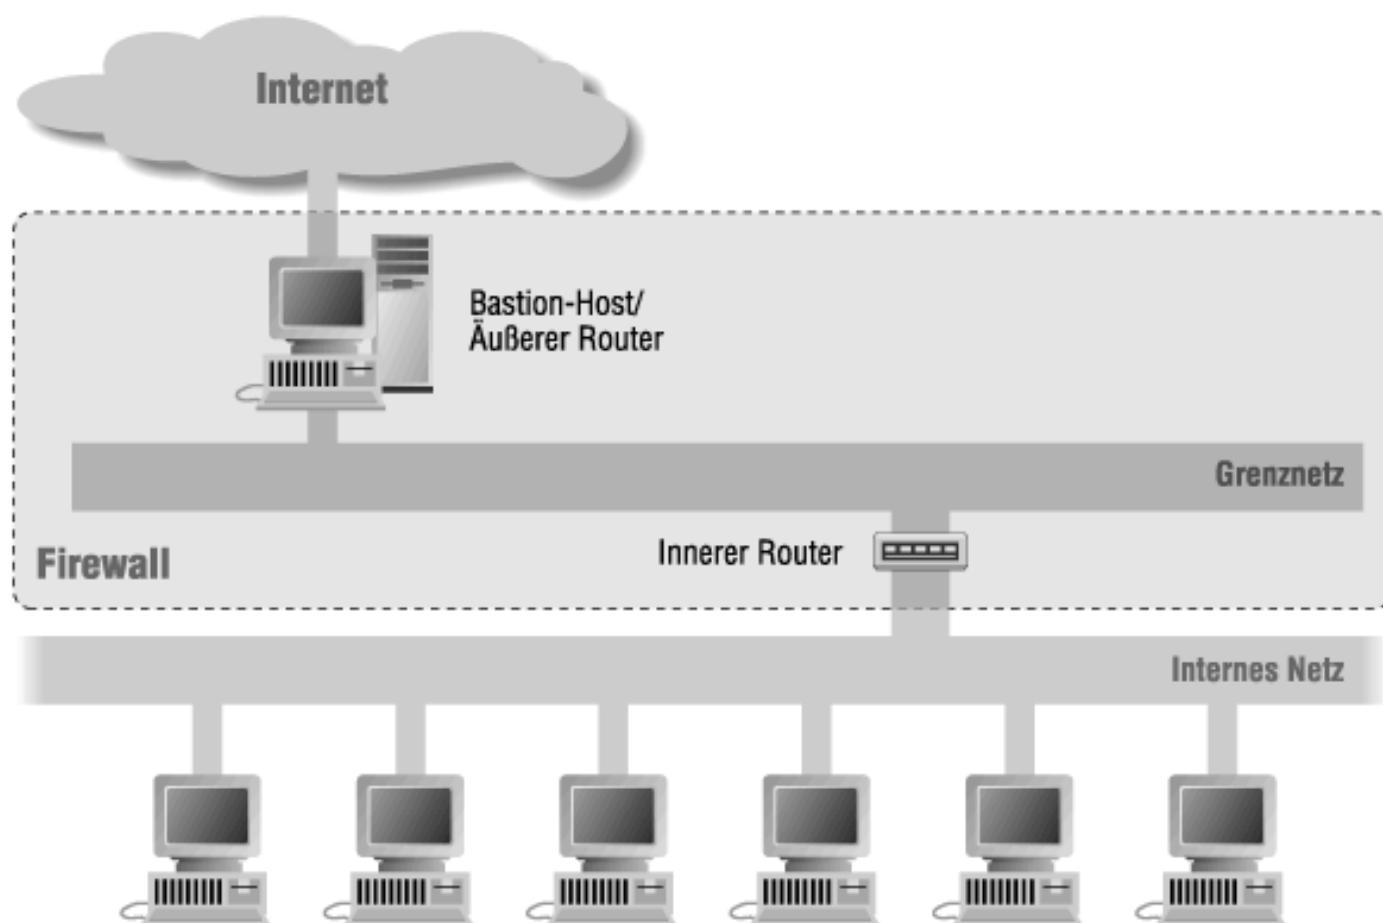 Internet
Bastion-Host/
Äußerer Router
Grenznetz
Innerer Router
Firewall
Internes Netz